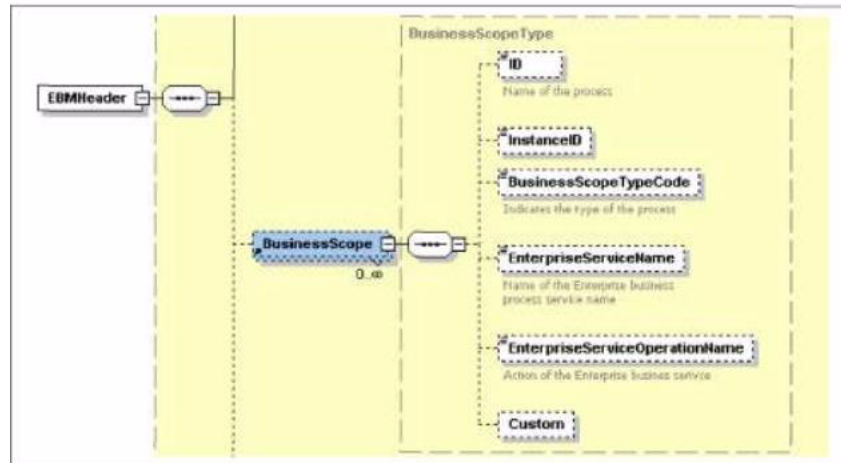 BusinessScopeType
ID
Name of the process
EBMHeader
InstanceID
BusinessScopeTypeCode
Indicates the type of the process
BusinessScope
0..∞
EnterpriseServiceName
Name of the Enterprise business
process service name
EnterpriseServiceOperationName
Action of the Enterprise busines service
Custom